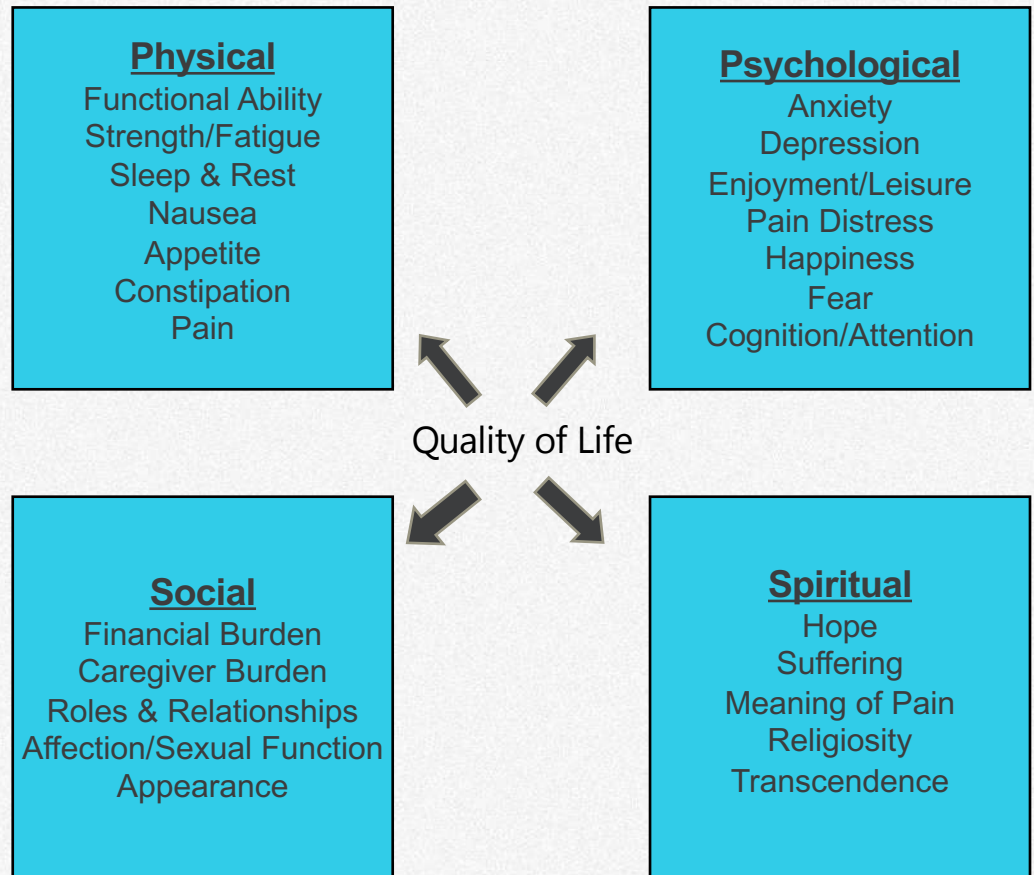 Physical
Functional Ability
Strength/Fatigue
Sleep & Rest
Nausea
Appetite
Constipation
Pain
Psychological
Anxiety
Depression
Enjoyment/Leisure
Pain Distress
Happiness
Fear
Cognition/Attention
Quality of Life
Social
Financial Burden
Caregiver Burden
Roles & Relationships
Affection/Sexual Function
Appearance
Spiritual
Hope
Suffering
Meaning of Pain
Religiosity
Transcendence